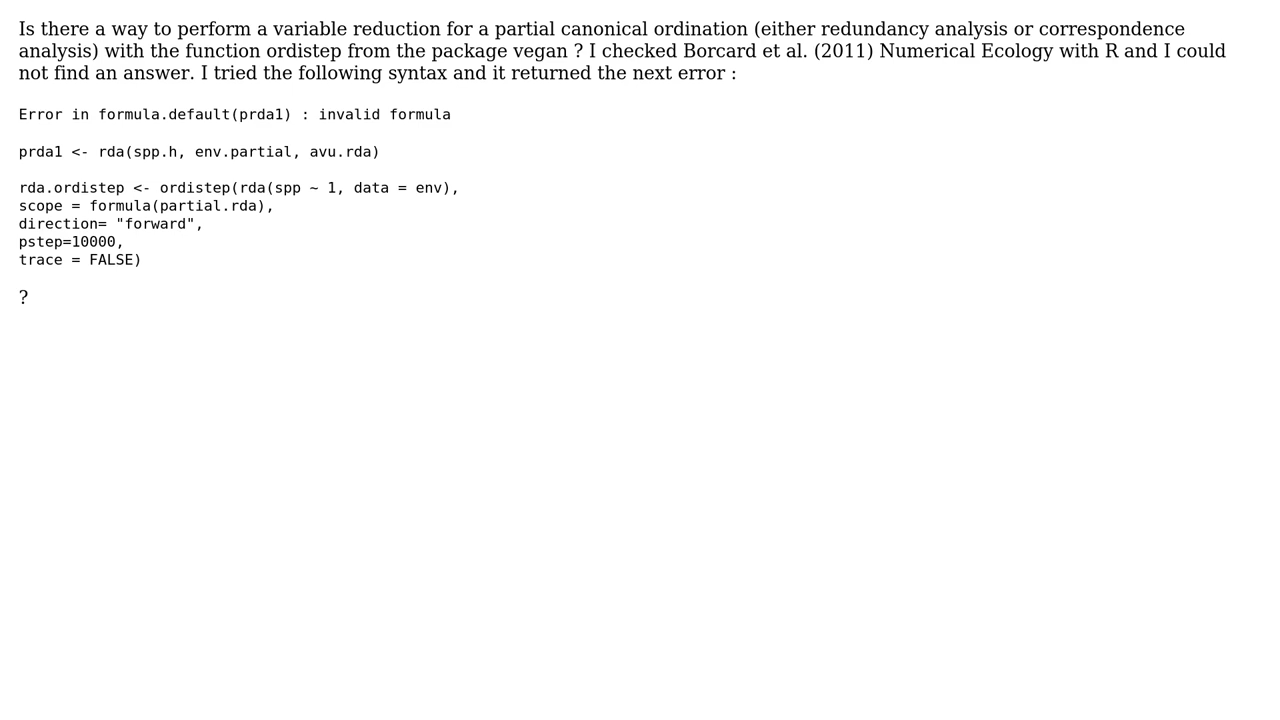 Is there a way to perform a variable reduction for a partial canonical ordination (either redundancy analysis or correspondence
analysis) with the function ordistep from the package vegan ? I checked Borcard et al. (2011) Numerical Ecology with R and I could
not find an answer. I tried the following syntax and it returned the next error :
Error in formula.default(prda1) : invalid formula
prda1 <- rda(spp.h, env.partial, avu.rda)
rda.ordistep <- ordistep(rda(spp ~ 1, data = env),
scope = formula(partial.rda),
direction= "forward",
pstep=10000,
trace = FALSE)
?